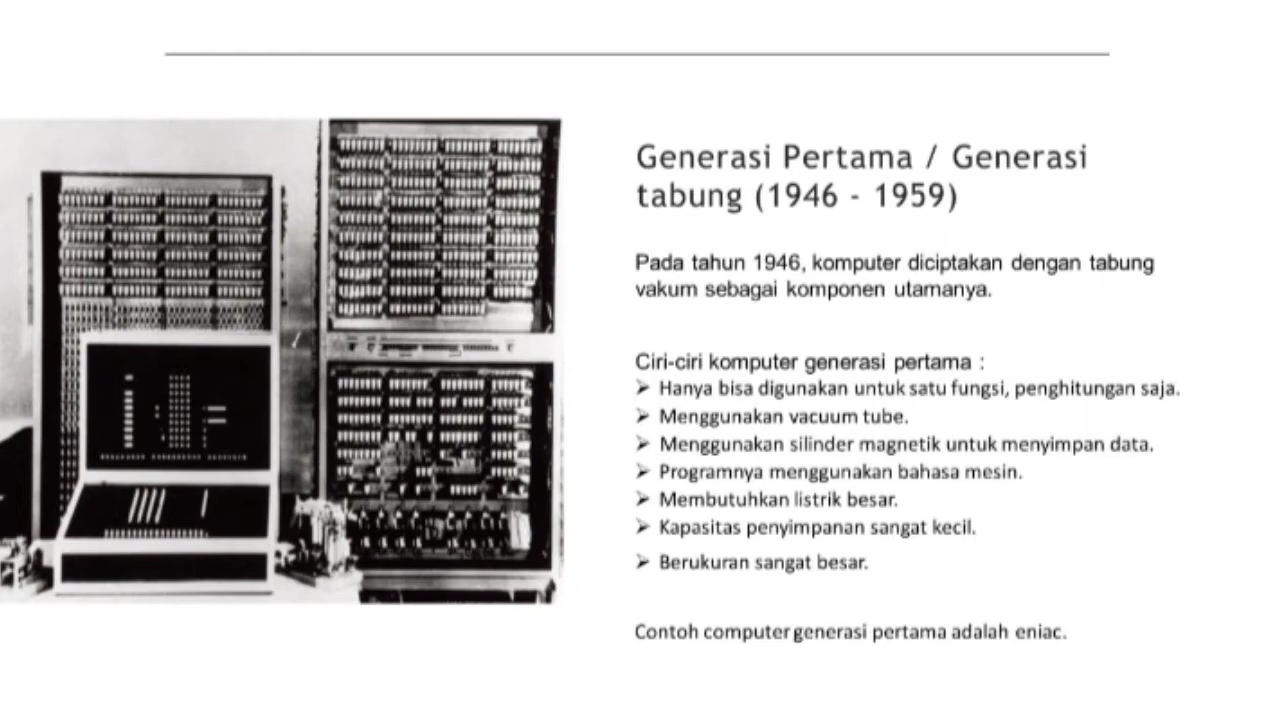 Generasi Pertama / Generasi
tabung (1946 - 1959)
Pada tahun 1946, komputer diciptakan dengan tabung
vakum sebagai komponen utamanya.
Ciri-ciri komputer generasi pertama :
➢ Hanya bisa digunakan untuk satu fungsi, penghitungan saja.
➢ Menggunakan vacuum tube.
➢ Menggunakan silinder magnetik untuk menyimpan data.
➢ Programnya menggunakan bahasa mesin.
➢ Membutuhkan listrik besar.
➢ Kapasitas penyimpanan sangat kecil.
➢ Berukuran sangat besar.
Contoh computer generasi pertama adalah eniac.